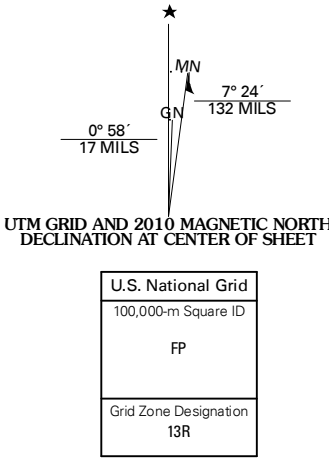 MN
7° 24´
132 MILS
GN
0° 58´
17 MILS
UTM GRID AND 2010 MAGNETIC NORTH
DECLINATION AT CENTER OF SHEET
U.S. National Grid
100,000-m Square ID
FP
Grid Zone Designation
13R